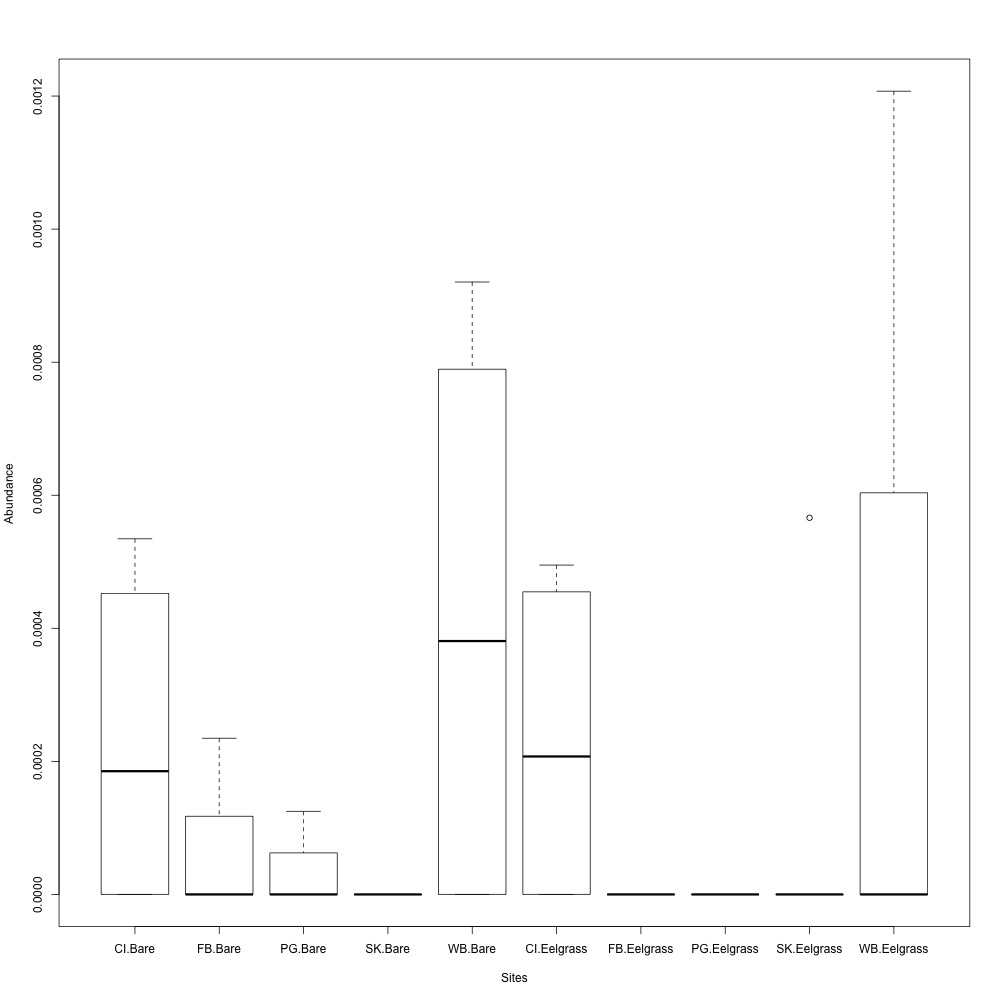 0.0012
0.0010
0.0008
0.0006
0.0004
0.0002
0.0000
Abundance
CI.Bare FB.Bare PG.Bare SK.Bare WB.Bare CI.Eelgrass FB.Eelgrass PG.Eelgrass SK.Eelgrass WB.Eelgrass
Sites